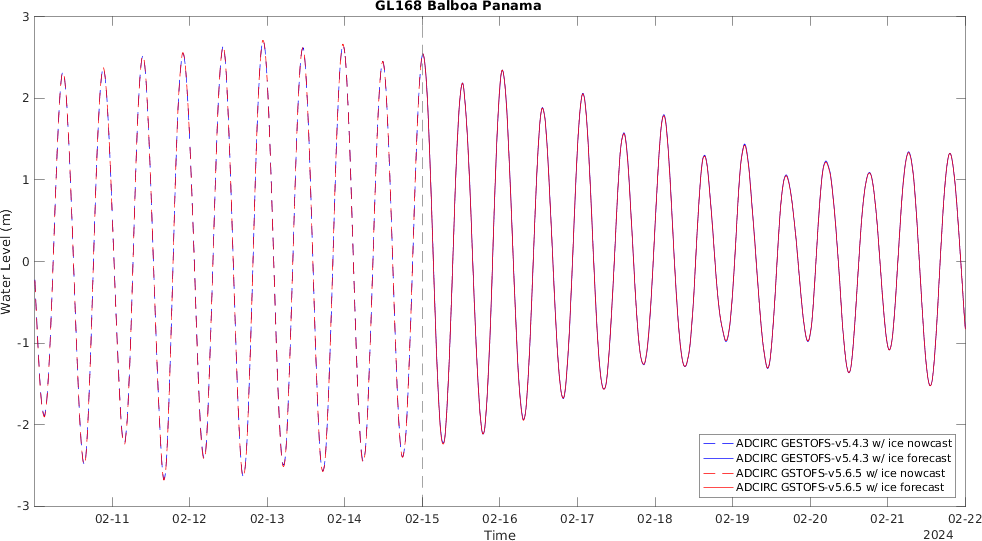 GL168 Balboa Panama
3
2
1
0
-1
-2
-3
Water Level (m)
ADCIRC GESTOFS-v5.4.3 w/ ice nowcast
ADCIRC GESTOFS-v5.4.3 w/ ice forecast
ADCIRC GSTOFS-v5.6.5 w/ ice nowcast
ADCIRC GSTOFS-v5.6.5 w/ ice forecast
02-11 02-12 02-13 02-14 02-15 02-16 02-17 02-18 02-19 02-20 02-21 02-22
Time
2024